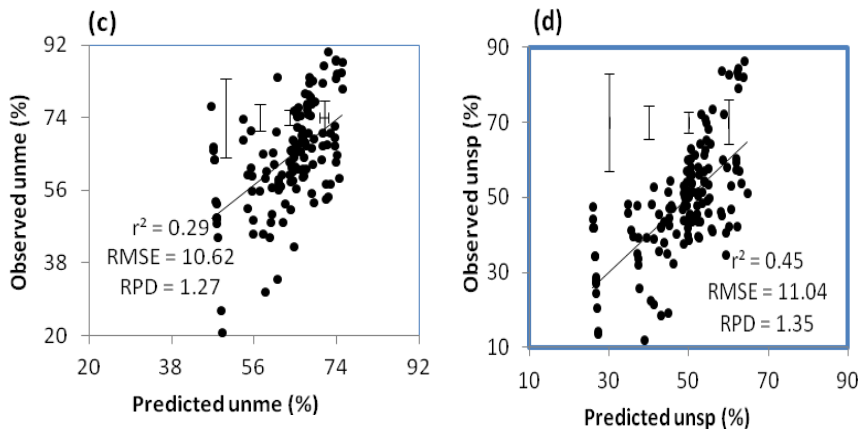 (c)
92
74
56
38
20
Observed unme (%)
r² = 0.29
RMSE = 10.62
RPD = 1.27
20 38 56 74 92
Predicted unme (%)
(d)
90
70
50
30
10
Observed unsp (%)
r² = 0.45
RMSE = 11.04
RPD = 1.35
10 30 50 70 90
Predicted unsp (%)